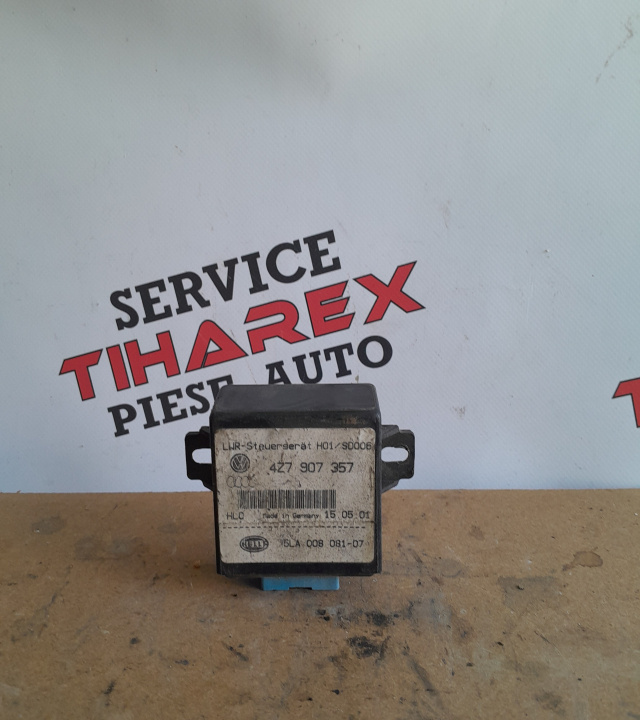 SERVICE
TIHAREX
PIESE AUTO
LWR-Steuergerät H01/S0006
4Z7 907 357
HLC Made in Germany 15.05.01
HELLA 5LA 008 081-07